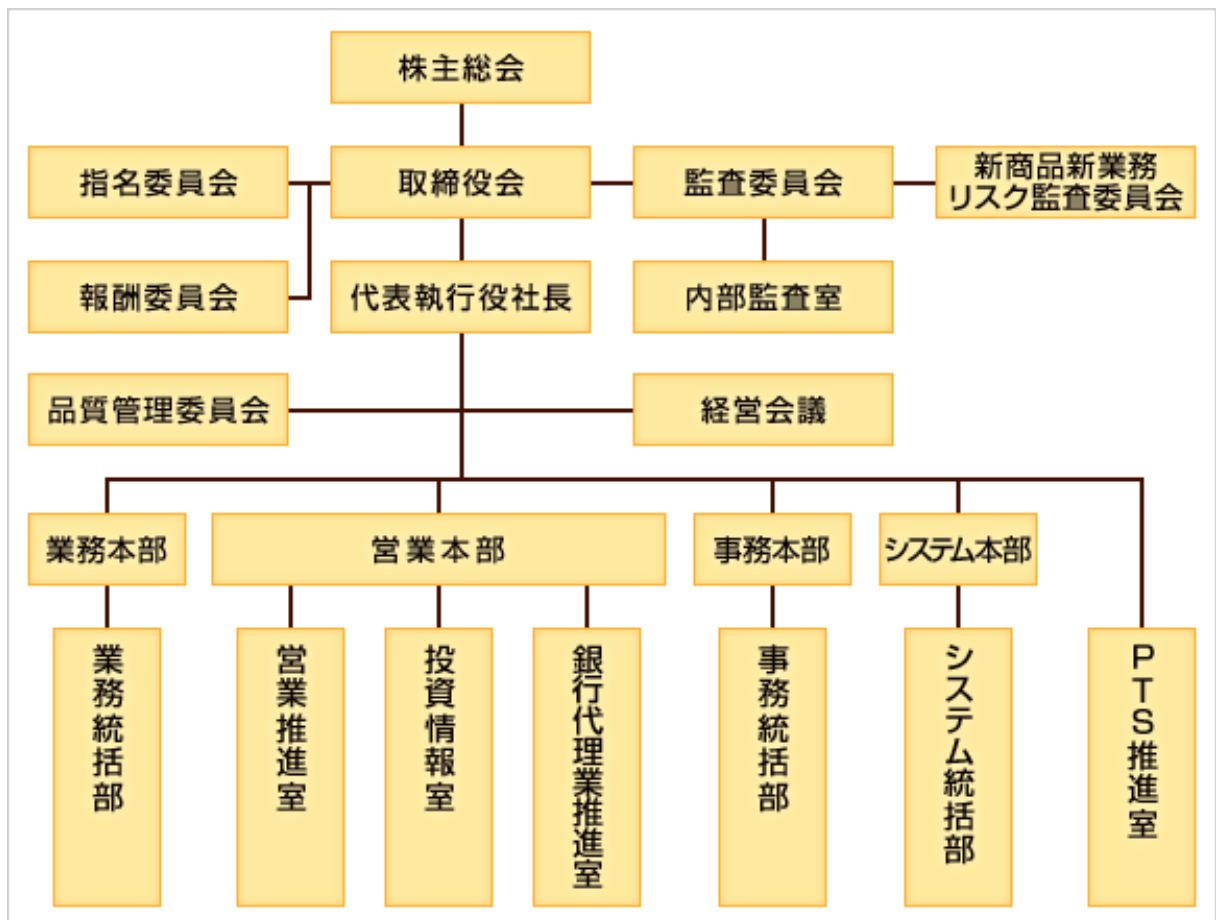 株主総会
指名委員会
取締役会
監査委員会
新商品新業務
リスク監査委員会
報酬委員会
代表執行役社長
内部監査室
品質管理委員会
経営会議
業務本部
営業本部
事務本部
システム本部
業務統括部
営業推進室
投資情報室
銀行代理業推進室
事務統括部
システム統括部
PTS推進室